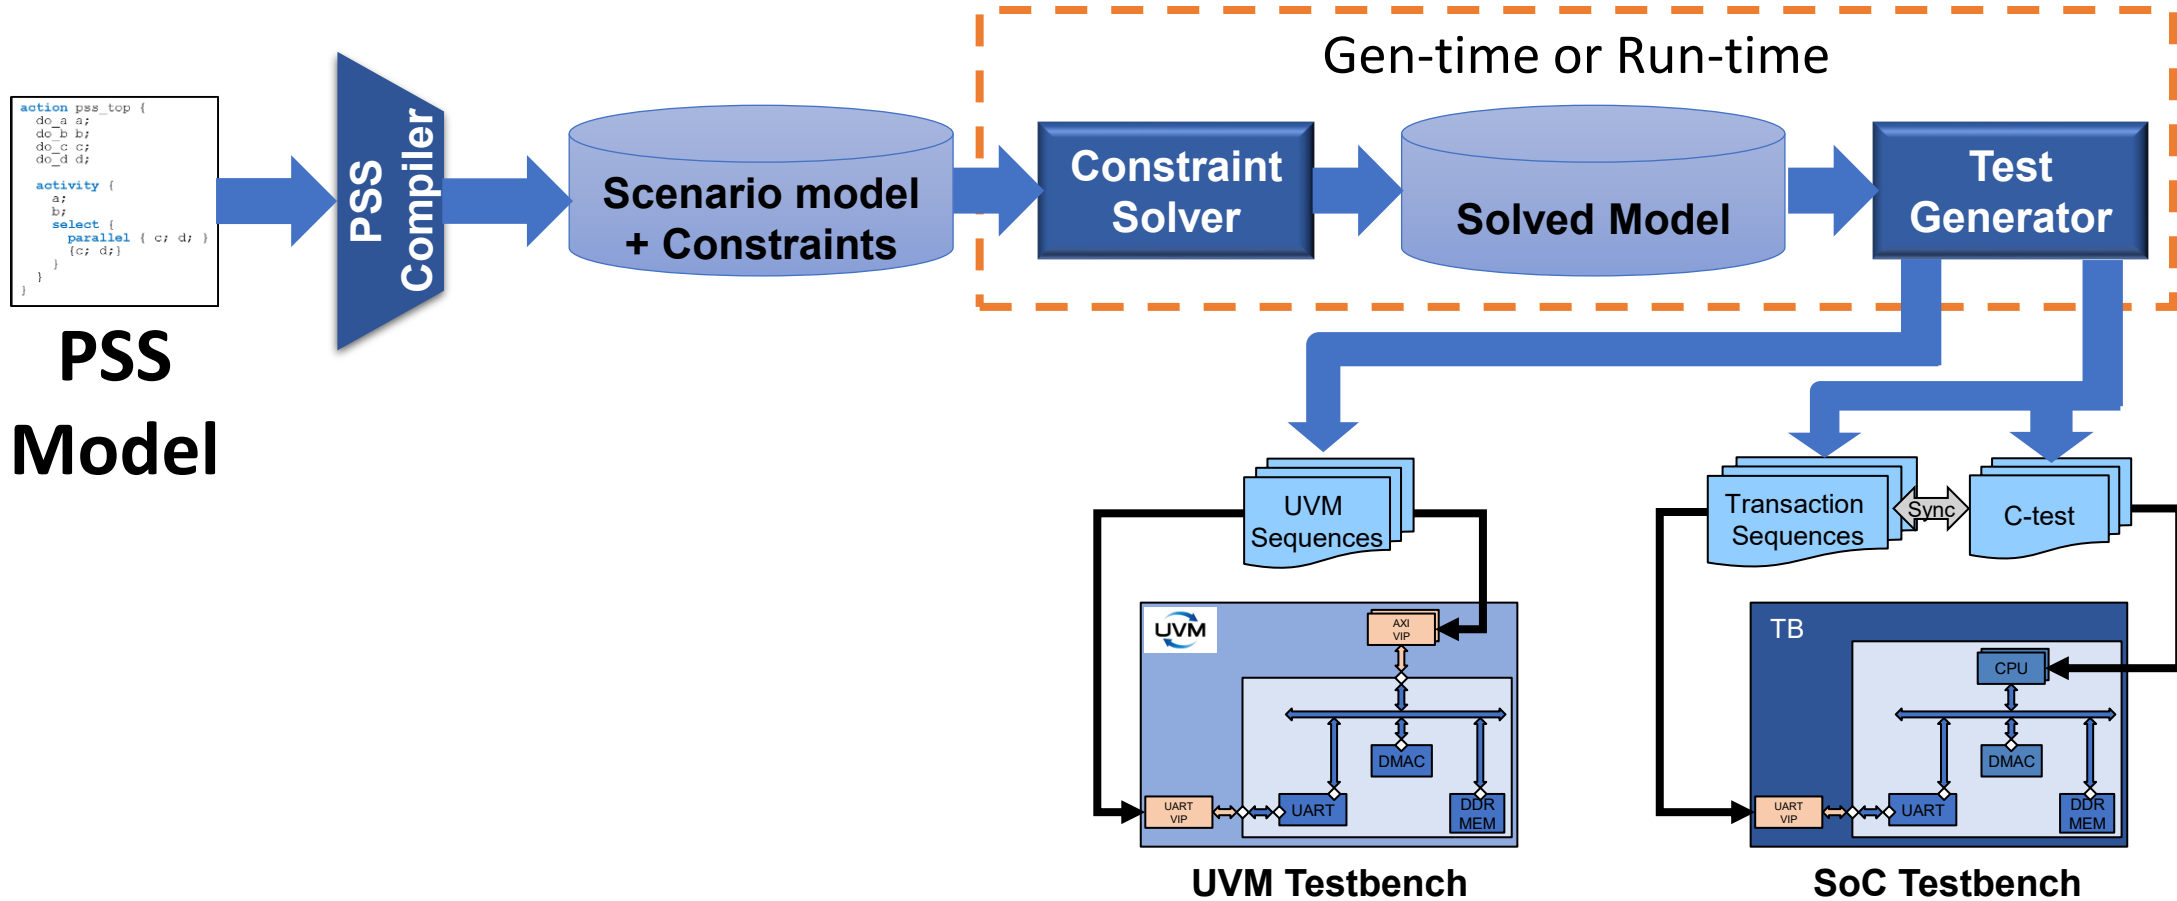 Gen-time or Run-time
action pss_top {
do_a a;
do_b b;
do_c c;
do_d d;
activity {
a;
b;
select {
parallel { c; d; }
{c; d;}
}
}
}
PSS
Model
PSS
Compiler
Scenario model
+ Constraints
Constraint
Solver
Solved Model
Test
Generator
UVM
Sequences
Transaction
Sequences
Sync
C-test
UVM
AXI
VIP
DMAC
UART
VIP
UART
DDR
MEM
UVM Testbench
TB
CPU
DMAC
UART
VIP
UART
DDR
MEM
SoC Testbench